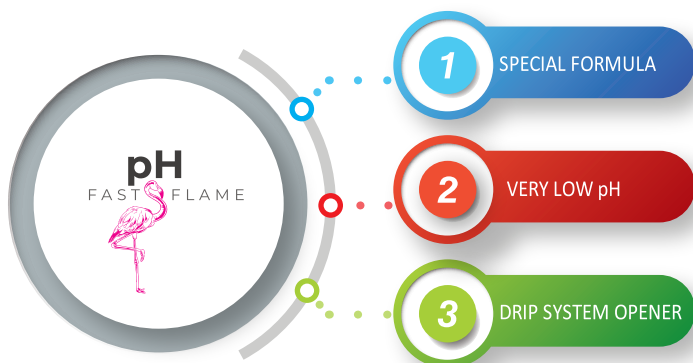 pH
FAST FLAME
1
SPECIAL FORMULA
2
VERY LOW pH
3
DRIP SYSTEM OPENER